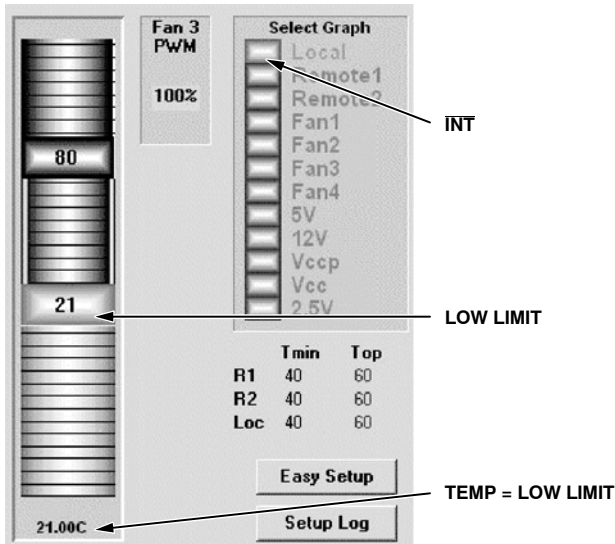 Fan 3
PWM
100%
80
21
21.00C
Select Graph
Local
Remote1
Remote2
Fan1
Fan2
Fan3
Fan4
5V
12V
Vccp
Vcc
2.5V
Tmin Top
R1 40 60
R2 40 60
Loc 40 60
Easy Setup
Setup Log
INT
LOW LIMIT
TEMP = LOW LIMIT